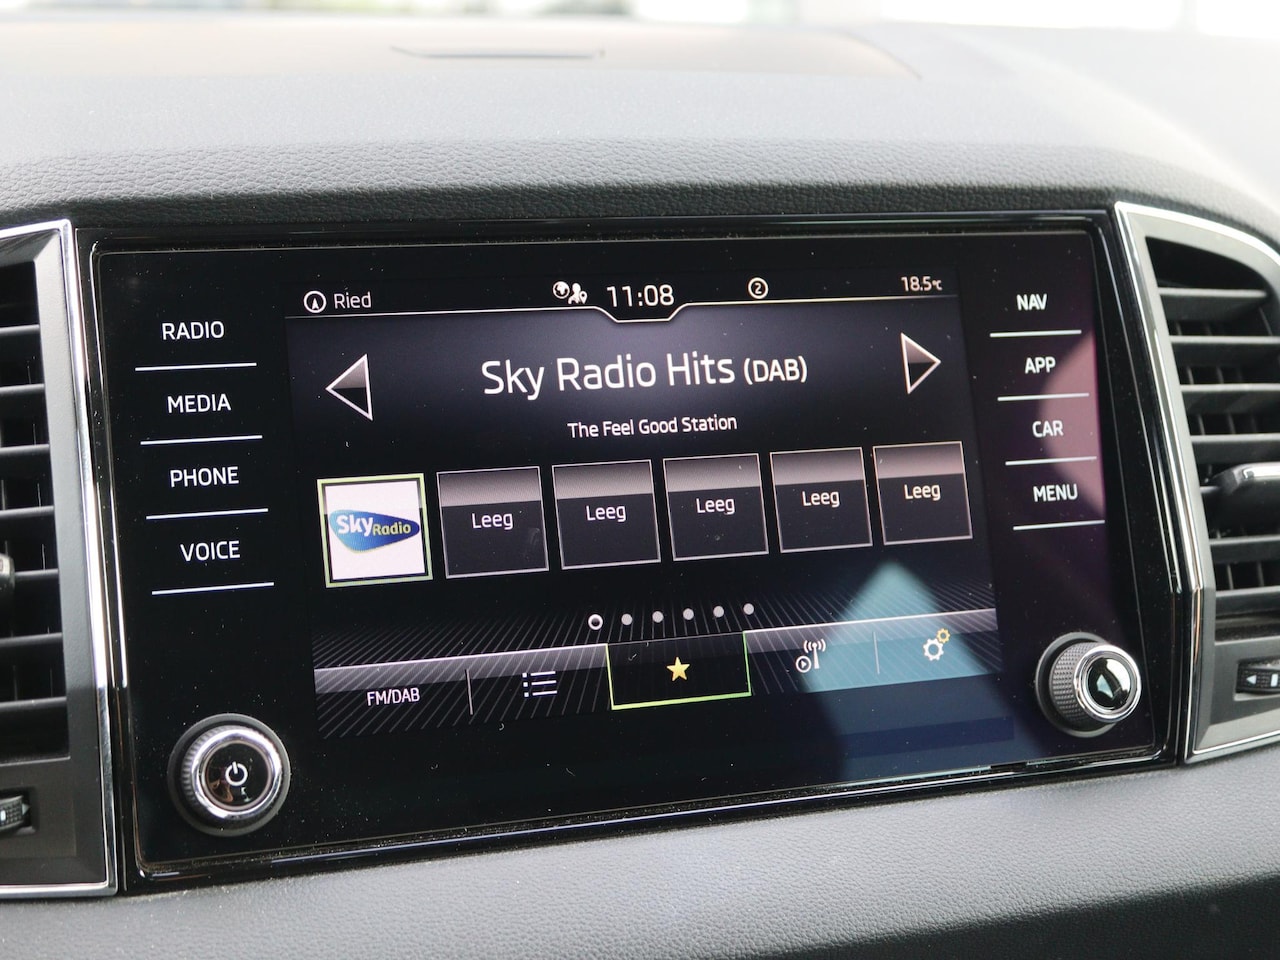 Ried
11:08
2
18.5°C
RADIO
MEDIA
PHONE
VOICE
Sky Radio Hits (DAB)
The Feel Good Station
Sky Radio
Leeg
Leeg
Leeg
Leeg
Leeg
FM/DAB
NAV
APP
CAR
MENU